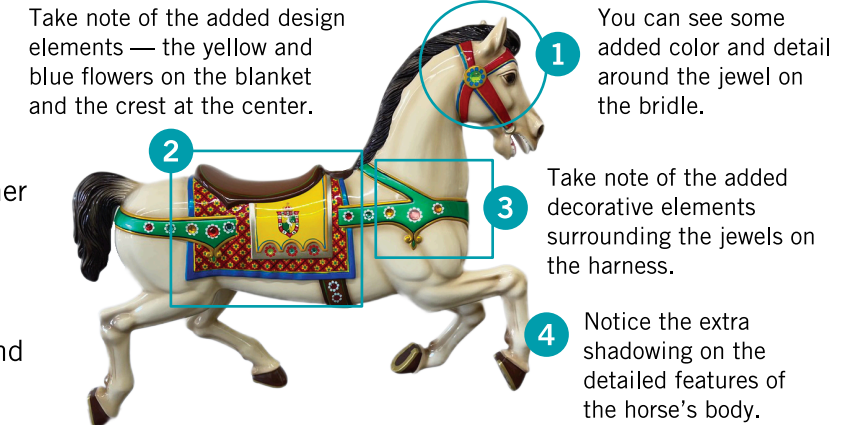 Take note of the added design
elements — the yellow and
blue flowers on the blanket
and the crest at the center.
1
You can see some
added color and detail
around the jewel on
the bridle.
2
3
Take note of the added
decorative elements
surrounding the jewels on
the harness.
4
Notice the extra
shadowing on the
detailed features of
the horse's body.